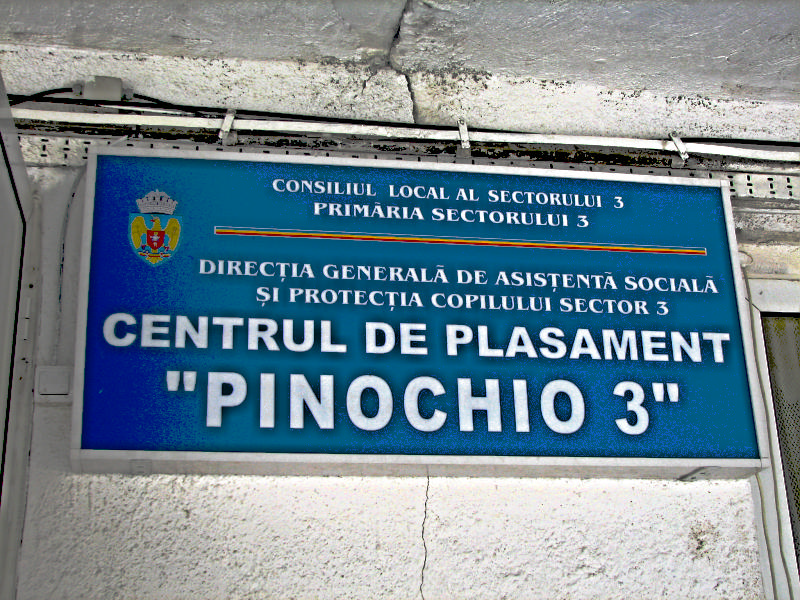 CONSILIUL LOCAL AL SECTORULUI 3
PRIMĂRIA SECTORULUI 3
DIRECȚIA GENERALĂ DE ASISȚENTĂ SOCIALĂ
ȘI PROTECȚIA COPILULUI SECTOR 3
CENTRUL DE PLASAMENT
"PINOCHIO 3"